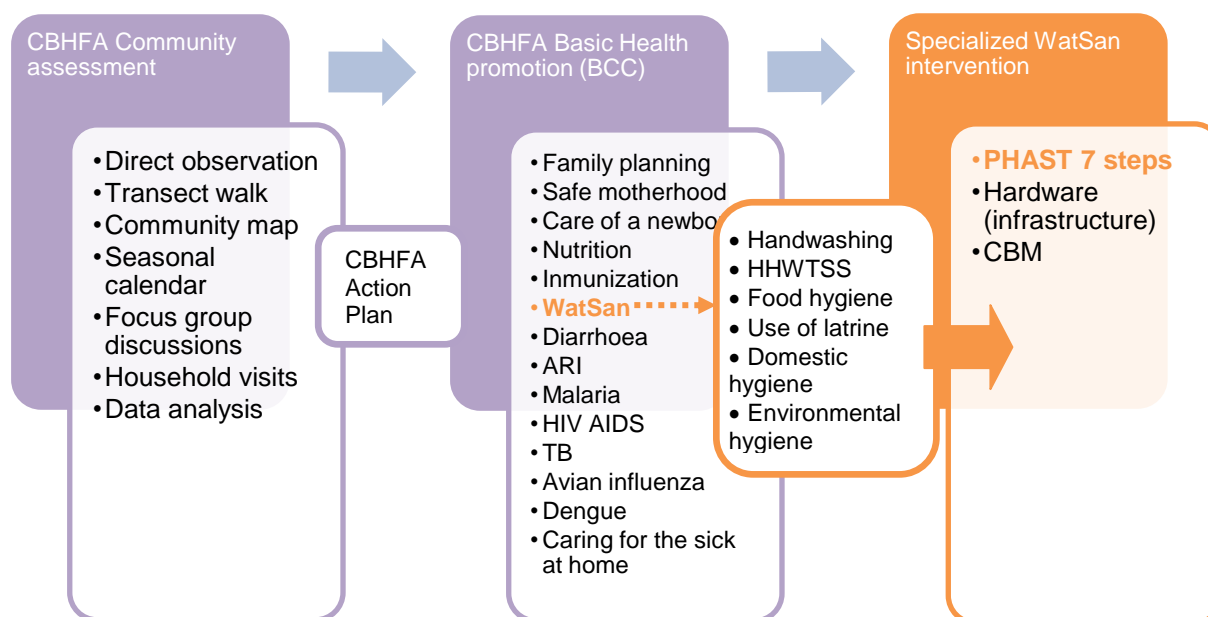 CBHFA Community
assessment
•Direct observation
•Transect walk
•Community map
•Seasonal
calendar
•Focus group
discussions
•Household visits
•Data analysis
CBHFA
Action
Plan
CBHFA Basic Health
promotion (BCC)
•Family planning
•Safe motherhood
•Care of a newbo
•Nutrition
•Inmunization
•WatSan
•Diarrhoea
•ARI
•Malaria
•HIV AIDS
•TB
•Avian influenza
•Dengue
•Caring for the sick
at home
• Handwashing
• HHWTSS
• Food hygiene
• Use of latrine
• Domestic
hygiene
• Environmental
hygiene
Specialized WatSan
intervention
•PHAST 7 steps
•Hardware
(infrastructure)
•CBM